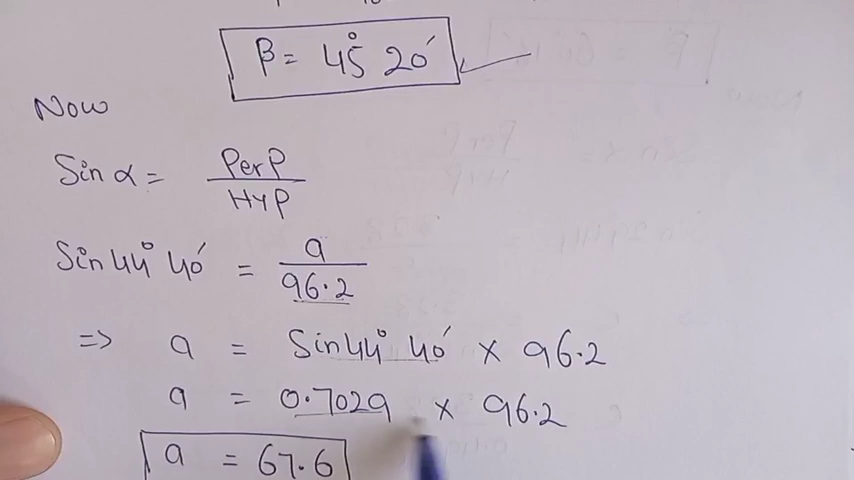 β = 45° 20′
Now
Sin α = PerP / HYP
Sin 44° 40′ = a / 96.2
=> a = Sin 44° 40′ × 96.2
a = 0.7029 × 96.2
a = 67.6